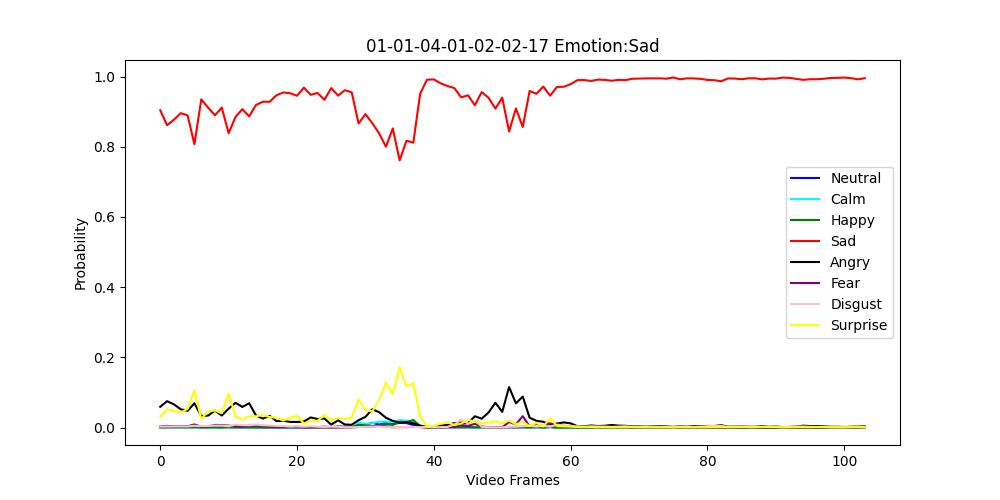 01-01-04-01-02-02-17 Emotion:Sad
Probability
1.0
0.8
0.6
0.4
0.2
0.0
0
20
40
60
80
100
Video Frames
Neutral
Calm
Happy
Sad
Angry
Fear
Disgust
Surprise